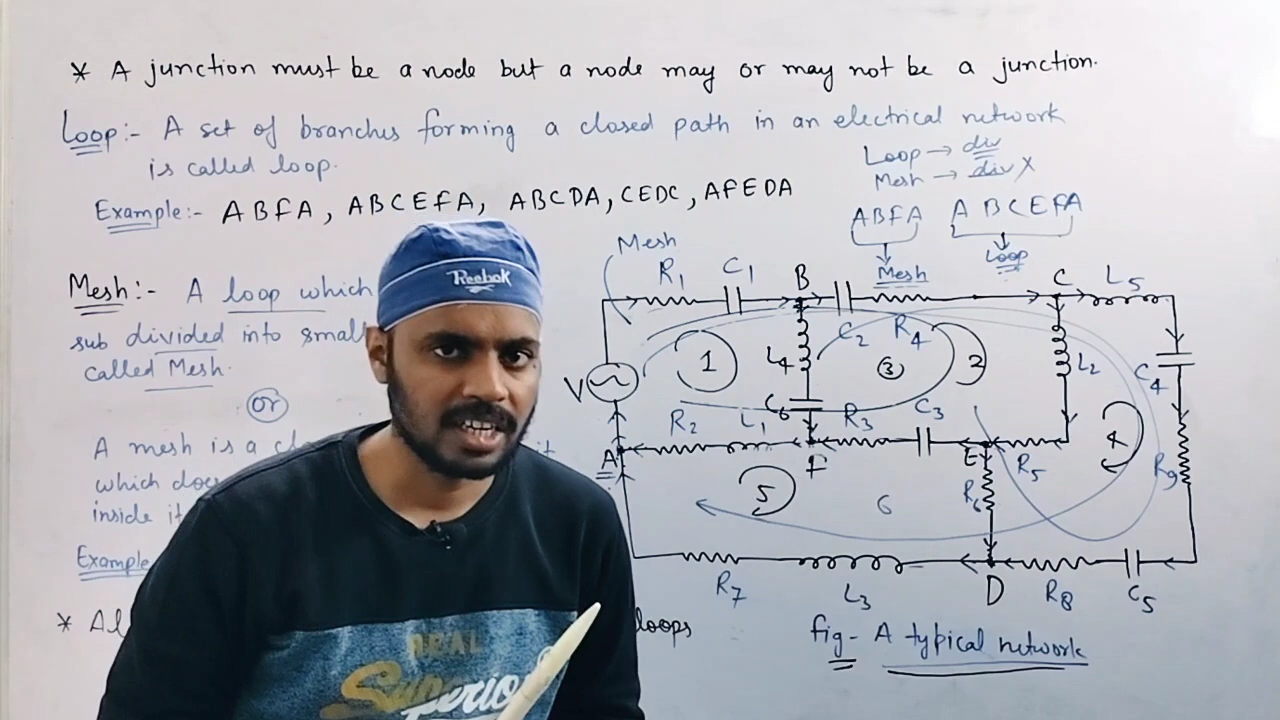 * A junction must be a node but a node may or may not be a junction.
Loop:- A set of branches forming a closed path in an electrical network
is called loop.
Loop → div
Mesh → div X
Example:- ABFA, ABCEFA, ABCDA, CEDC, AFEDA
ABFA ABCEFA
Mesh Loop
Mesh:- A loop which
sub divided into small
called Mesh.
(or)
A mesh is a
which does
inside it
Example
* Al
loops
Reebok
REAL
Superio
Mesh
R1 C1 B C L5
C2 R4
V 1 L4 3 2 L2 C4
C6
R2 L1 R3 C3 4
A F E R5 R9
5 6 R6
R7 L3 D R8 C5
fig- A typical network